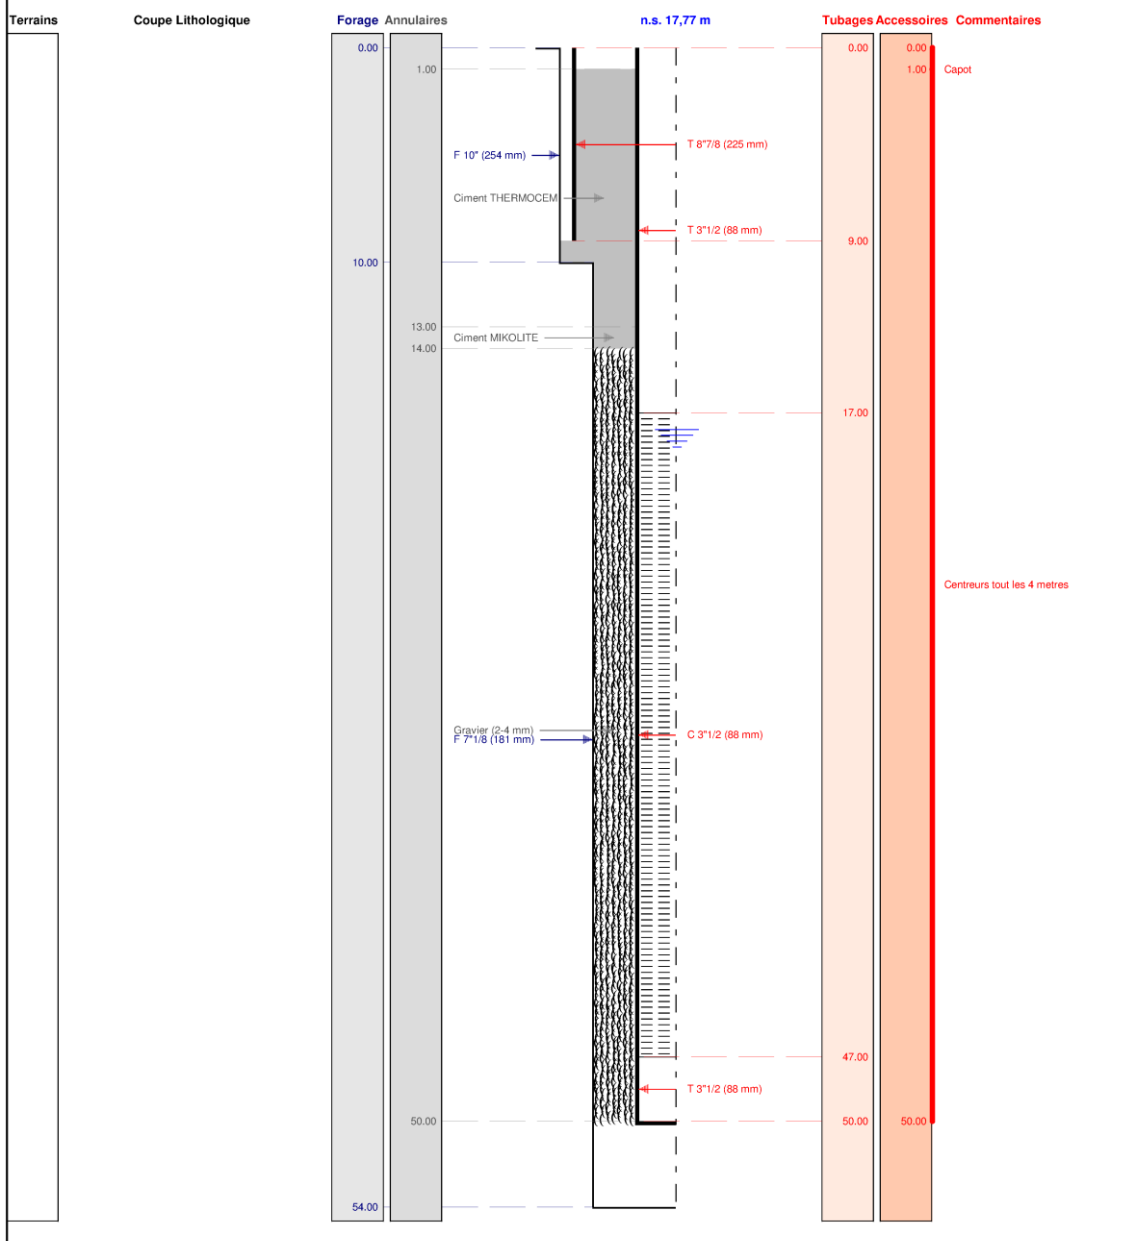 Terrains Coupe Lithologique Forage Annulaires n.s. 17,77 m Tubages Accessoires Commentaires
0.00 0.00 0.00
1.00 1.00 Capot
T 8"7/8 (225 mm)
F 10" (254 mm)
Ciment THERMOCEM
T 3"1/2 (88 mm)
9.00
10.00
13.00
Ciment MIKOLITE
14.00
17.00
Centreurs tout les 4 metres
Gravier (2-4 mm)
C 3"1/2 (88 mm)
F 7"1/8 (181 mm)
47.00
T 3"1/2 (88 mm)
50.00 50.00 50.00
54.00